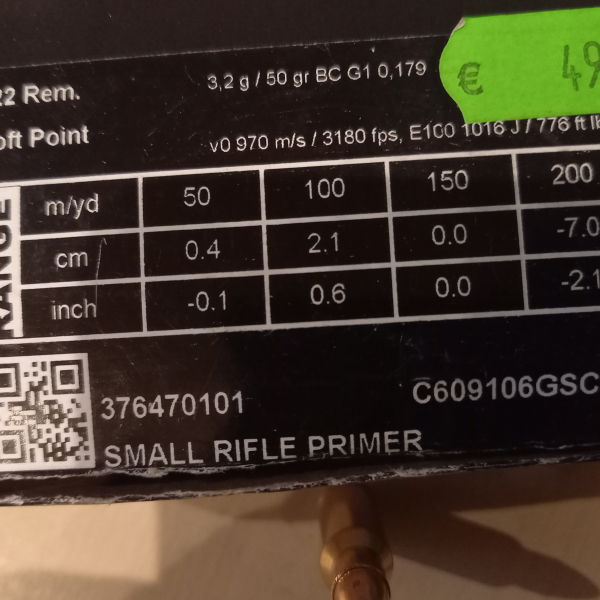 22 Rem. 3,2 g / 50 gr BC G1 0,179 € 49
oft Point v0 970 m/s / 3180 fps, E100 1016 J / 776 ft lb
RANGE
m/yd 50 100 150 200
cm 0.4 2.1 0.0 -7.0
inch -0.1 0.6 0.0 -2.1
376470101 C609106GSC
SMALL RIFLE PRIMER